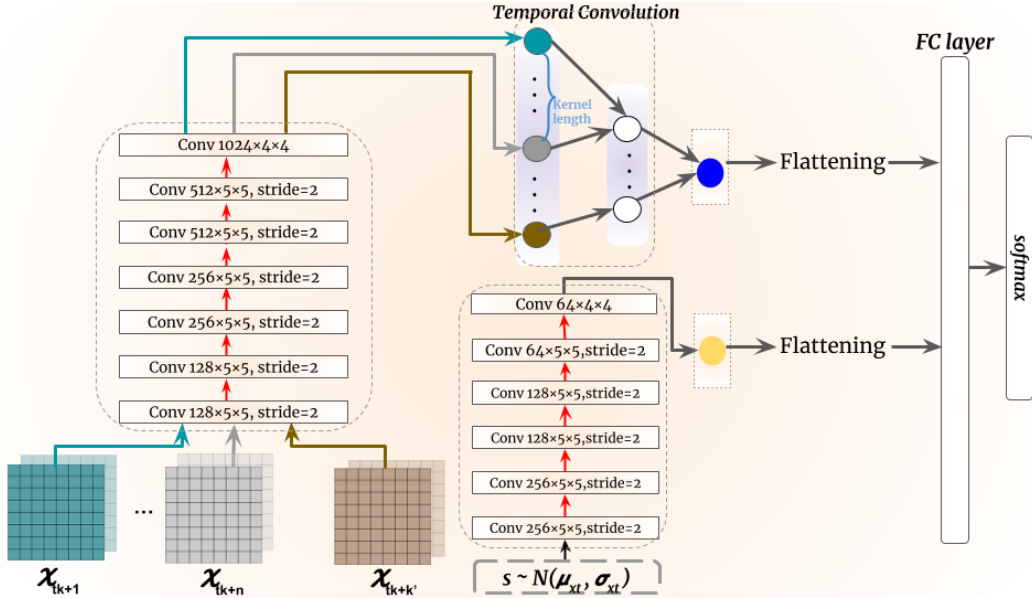 Temporal Convolution
FC layer
Kernel
length
Conv 1024×4×4
Conv 512×5×5, stride=2
Conv 512×5×5, stride=2
Conv 256×5×5, stride=2
Conv 256×5×5, stride=2
Conv 128×5×5, stride=2
Conv 128×5×5, stride=2
...
𝒳tk+1
𝒳tk+n
𝒳tk+k'
Flattening
Conv 64×4×4
Conv 64×5×5,stride=2
Conv 128×5×5,stride=2
Conv 128×5×5,stride=2
Conv 256×5×5,stride=2
Conv 256×5×5,stride=2
s ~ N(μxt, σxt)
Flattening
softmax